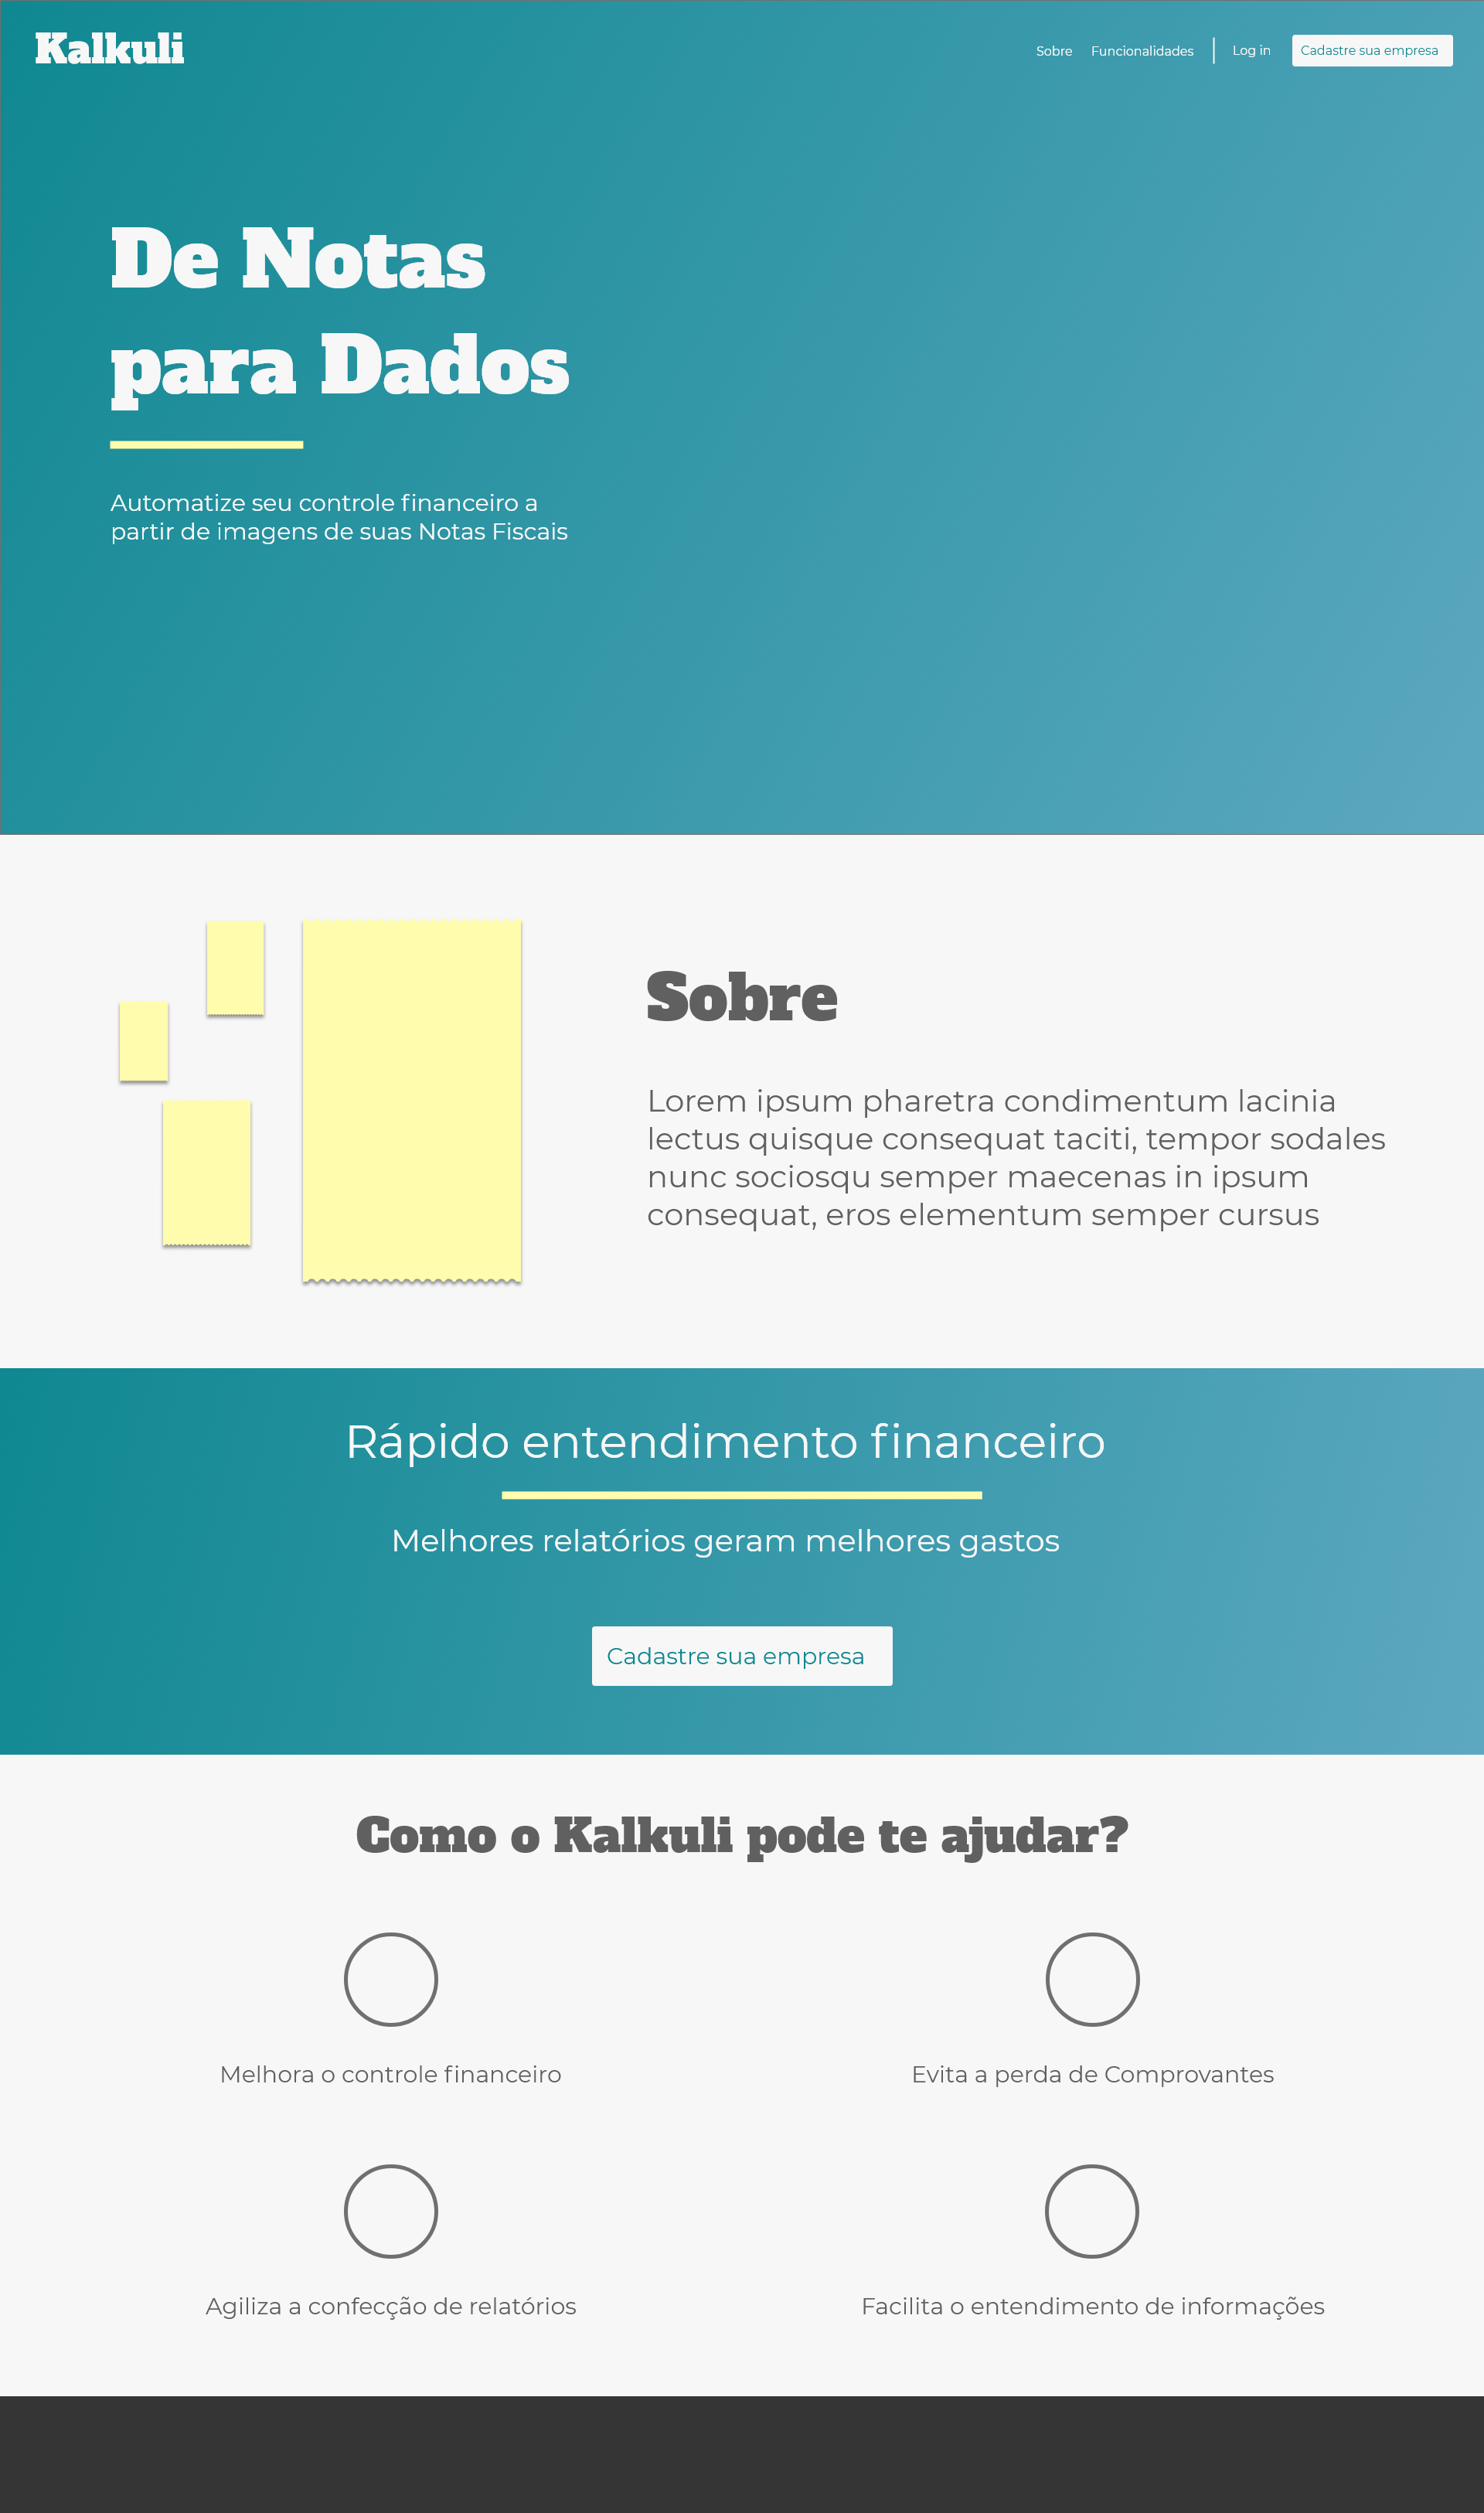 Kalkuli
Sobre Funcionalidades Log in Cadastre sua empresa
De Notas
para Dados
Automatize seu controle financeiro a
partir de imagens de suas Notas Fiscais
Sobre
Lorem ipsum pharetra condimentum lacinia
lectus quisque consequat taciti, tempor sodales
nunc sociosqu semper maecenas in ipsum
consequat, eros elementum semper cursus
Rápido entendimento financeiro
Melhores relatórios geram melhores gastos
Cadastre sua empresa
Como o Kalkuli pode te ajudar?
Melhora o controle financeiro
Evita a perda de Comprovantes
Agiliza a confecção de relatórios
Facilita o entendimento de informações